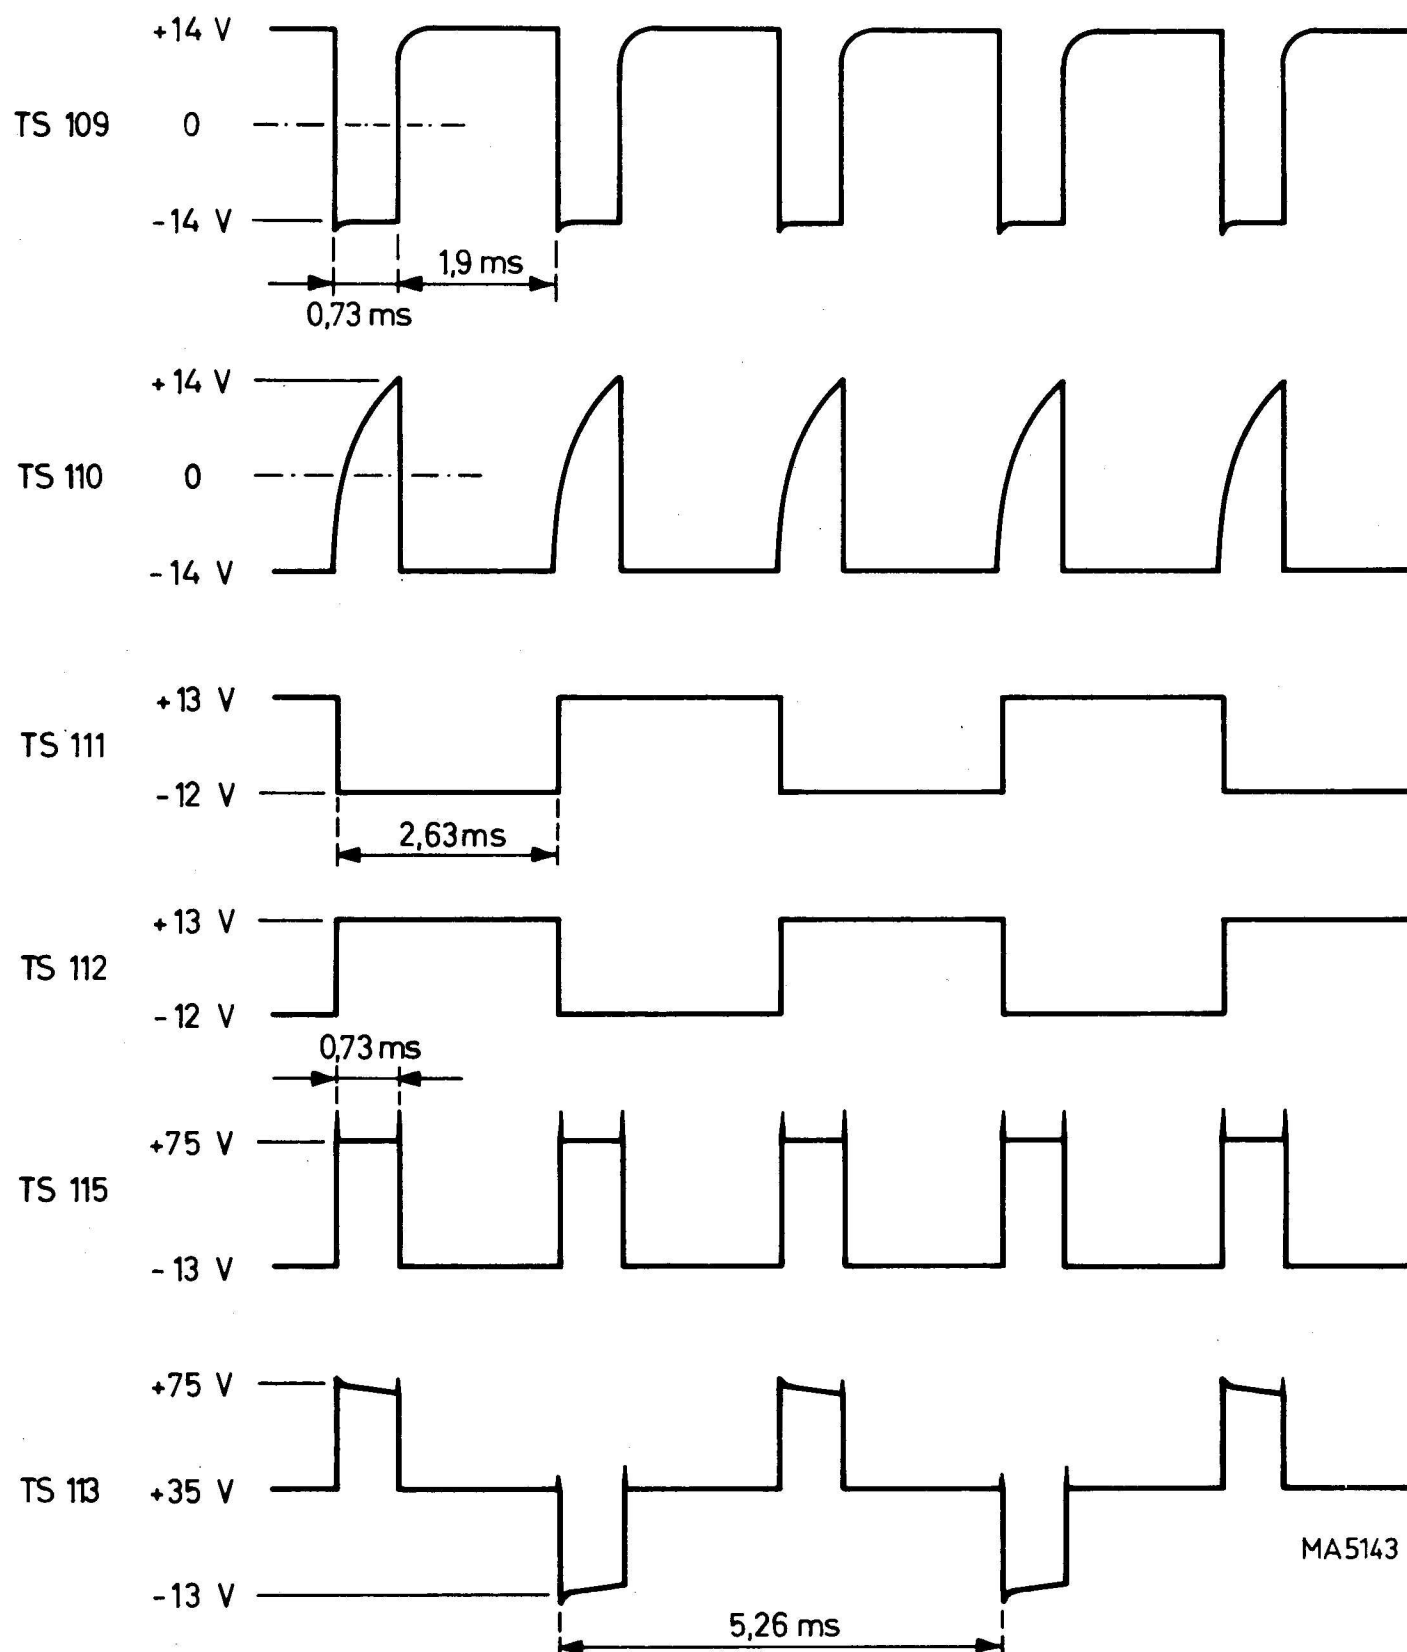 +14 V
TS 109 0
-14 V
1,9 ms
0,73 ms
+14 V
TS 110 0
-14 V
+13 V
TS 111
-12 V
2,63ms
+13 V
TS 112
-12 V
0,73 ms
+75 V
TS 115
-13 V
+75 V
TS 113 +35 V
MA5143
-13 V
5,26 ms